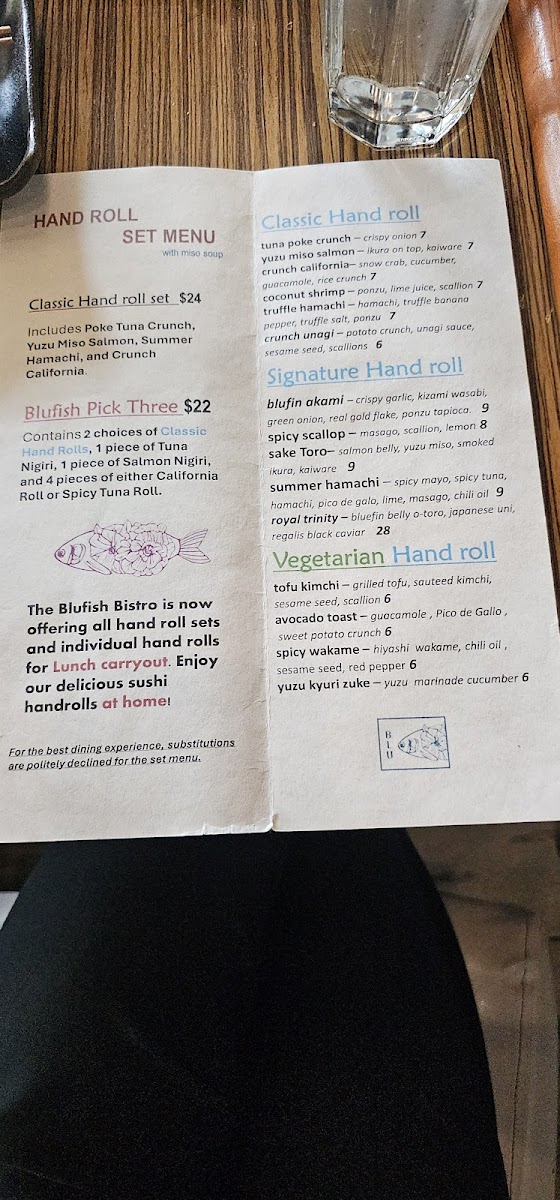 HAND ROLL
SET MENU
with miso soup
Classic Hand roll set $24
Includes Poke Tuna Crunch,
Yuzu Miso Salmon, Summer
Hamachi, and Crunch
California.
Blufish Pick Three $22
Contains 2 choices of Classic
Hand Rolls, 1 piece of Tuna
Nigiri, 1 piece of Salmon Nigiri,
and 4 pieces of either California
Roll or Spicy Tuna Roll.
The Blufish Bistro is now
offering all hand roll sets
and individual hand rolls
for Lunch carryout. Enjoy
our delicious sushi
handrolls at home!
For the best dining experience, substitutions
are politely declined for the set menu.
Classic Hand roll
tuna poke crunch – crispy onion 7
yuzu miso salmon – ikura on top, kaiware 7
crunch california– snow crab, cucumber,
guacamole, rice crunch 7
coconut shrimp – ponzu, lime juice, scallion 7
truffle hamachi – hamachi, truffle banana
pepper, truffle salt, ponzu 7
crunch unagi – potato crunch, unagi sauce,
sesame seed, scallions 6
Signature Hand roll
blufin akami – crispy garlic, kizami wasabi,
green onion, real gold flake, ponzu tapioca. 9
spicy scallop – masago, scallion, lemon 8
sake Toro– salmon belly, yuzu miso, smoked
ikura, kaiware 9
summer hamachi – spicy mayo, spicy tuna,
hamachi, pico de galo, lime, masago, chili oil 9
royal trinity – bluefin belly o-toro, japanese uni,
regalis black caviar 28
Vegetarian Hand roll
tofu kimchi – grilled tofu, sauteed kimchi,
sesame seed, scallion 6
avocado toast – guacamole , Pico de Gallo ,
sweet potato crunch 6
spicy wakame – hiyashi wakame, chili oil ,
sesame seed, red pepper 6
yuzu kyuri zuke – yuzu marinade cucumber 6
BLU